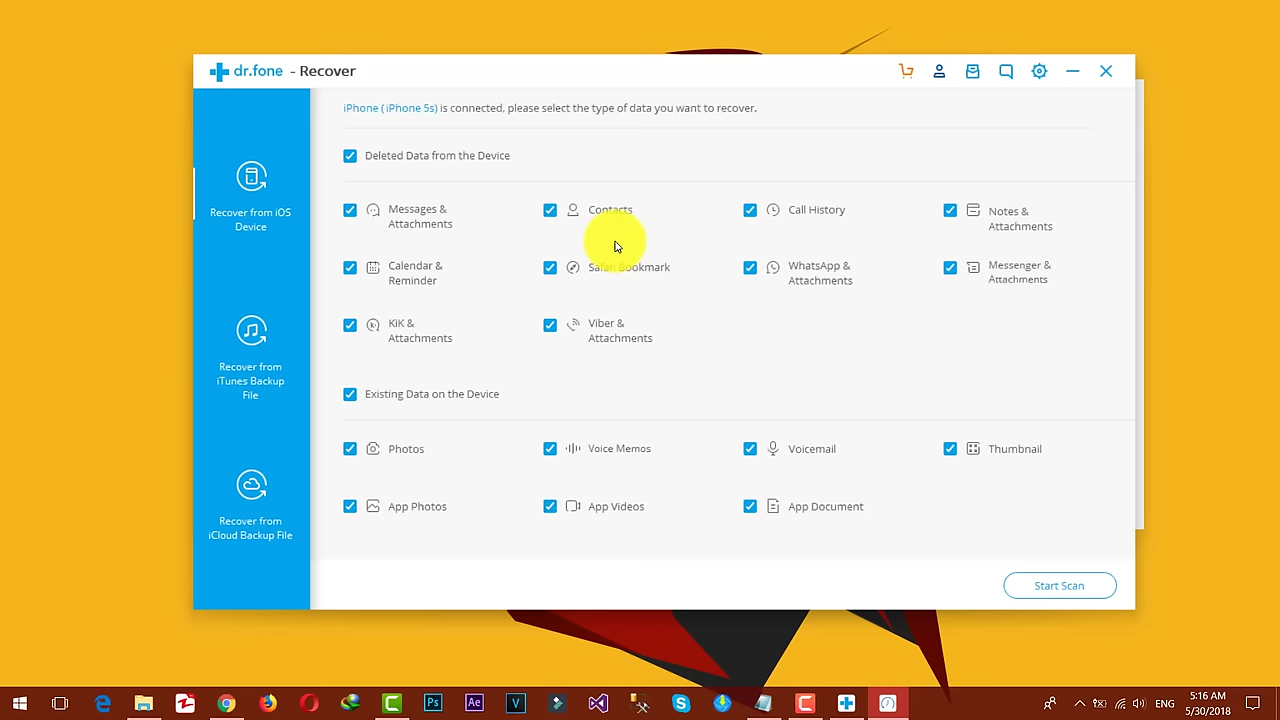 dr.fone - Recover
iPhone ( iPhone 5s) is connected, please select the type of data you want to recover.
Recover from iOS
Device
Recover from
iTunes Backup
File
Recover from
iCloud Backup File
Deleted Data from the Device
Messages &
Attachments
Contacts
Call History
Notes &
Attachments
Calendar &
Reminder
Safari Bookmark
WhatsApp &
Attachments
Messenger &
Attachments
KiK &
Attachments
Viber &
Attachments
Existing Data on the Device
Photos
Voice Memos
Voicemail
Thumbnail
App Photos
App Videos
App Document
Start Scan
Ps
Ae
V
ENG
5:16 AM
5/30/2018